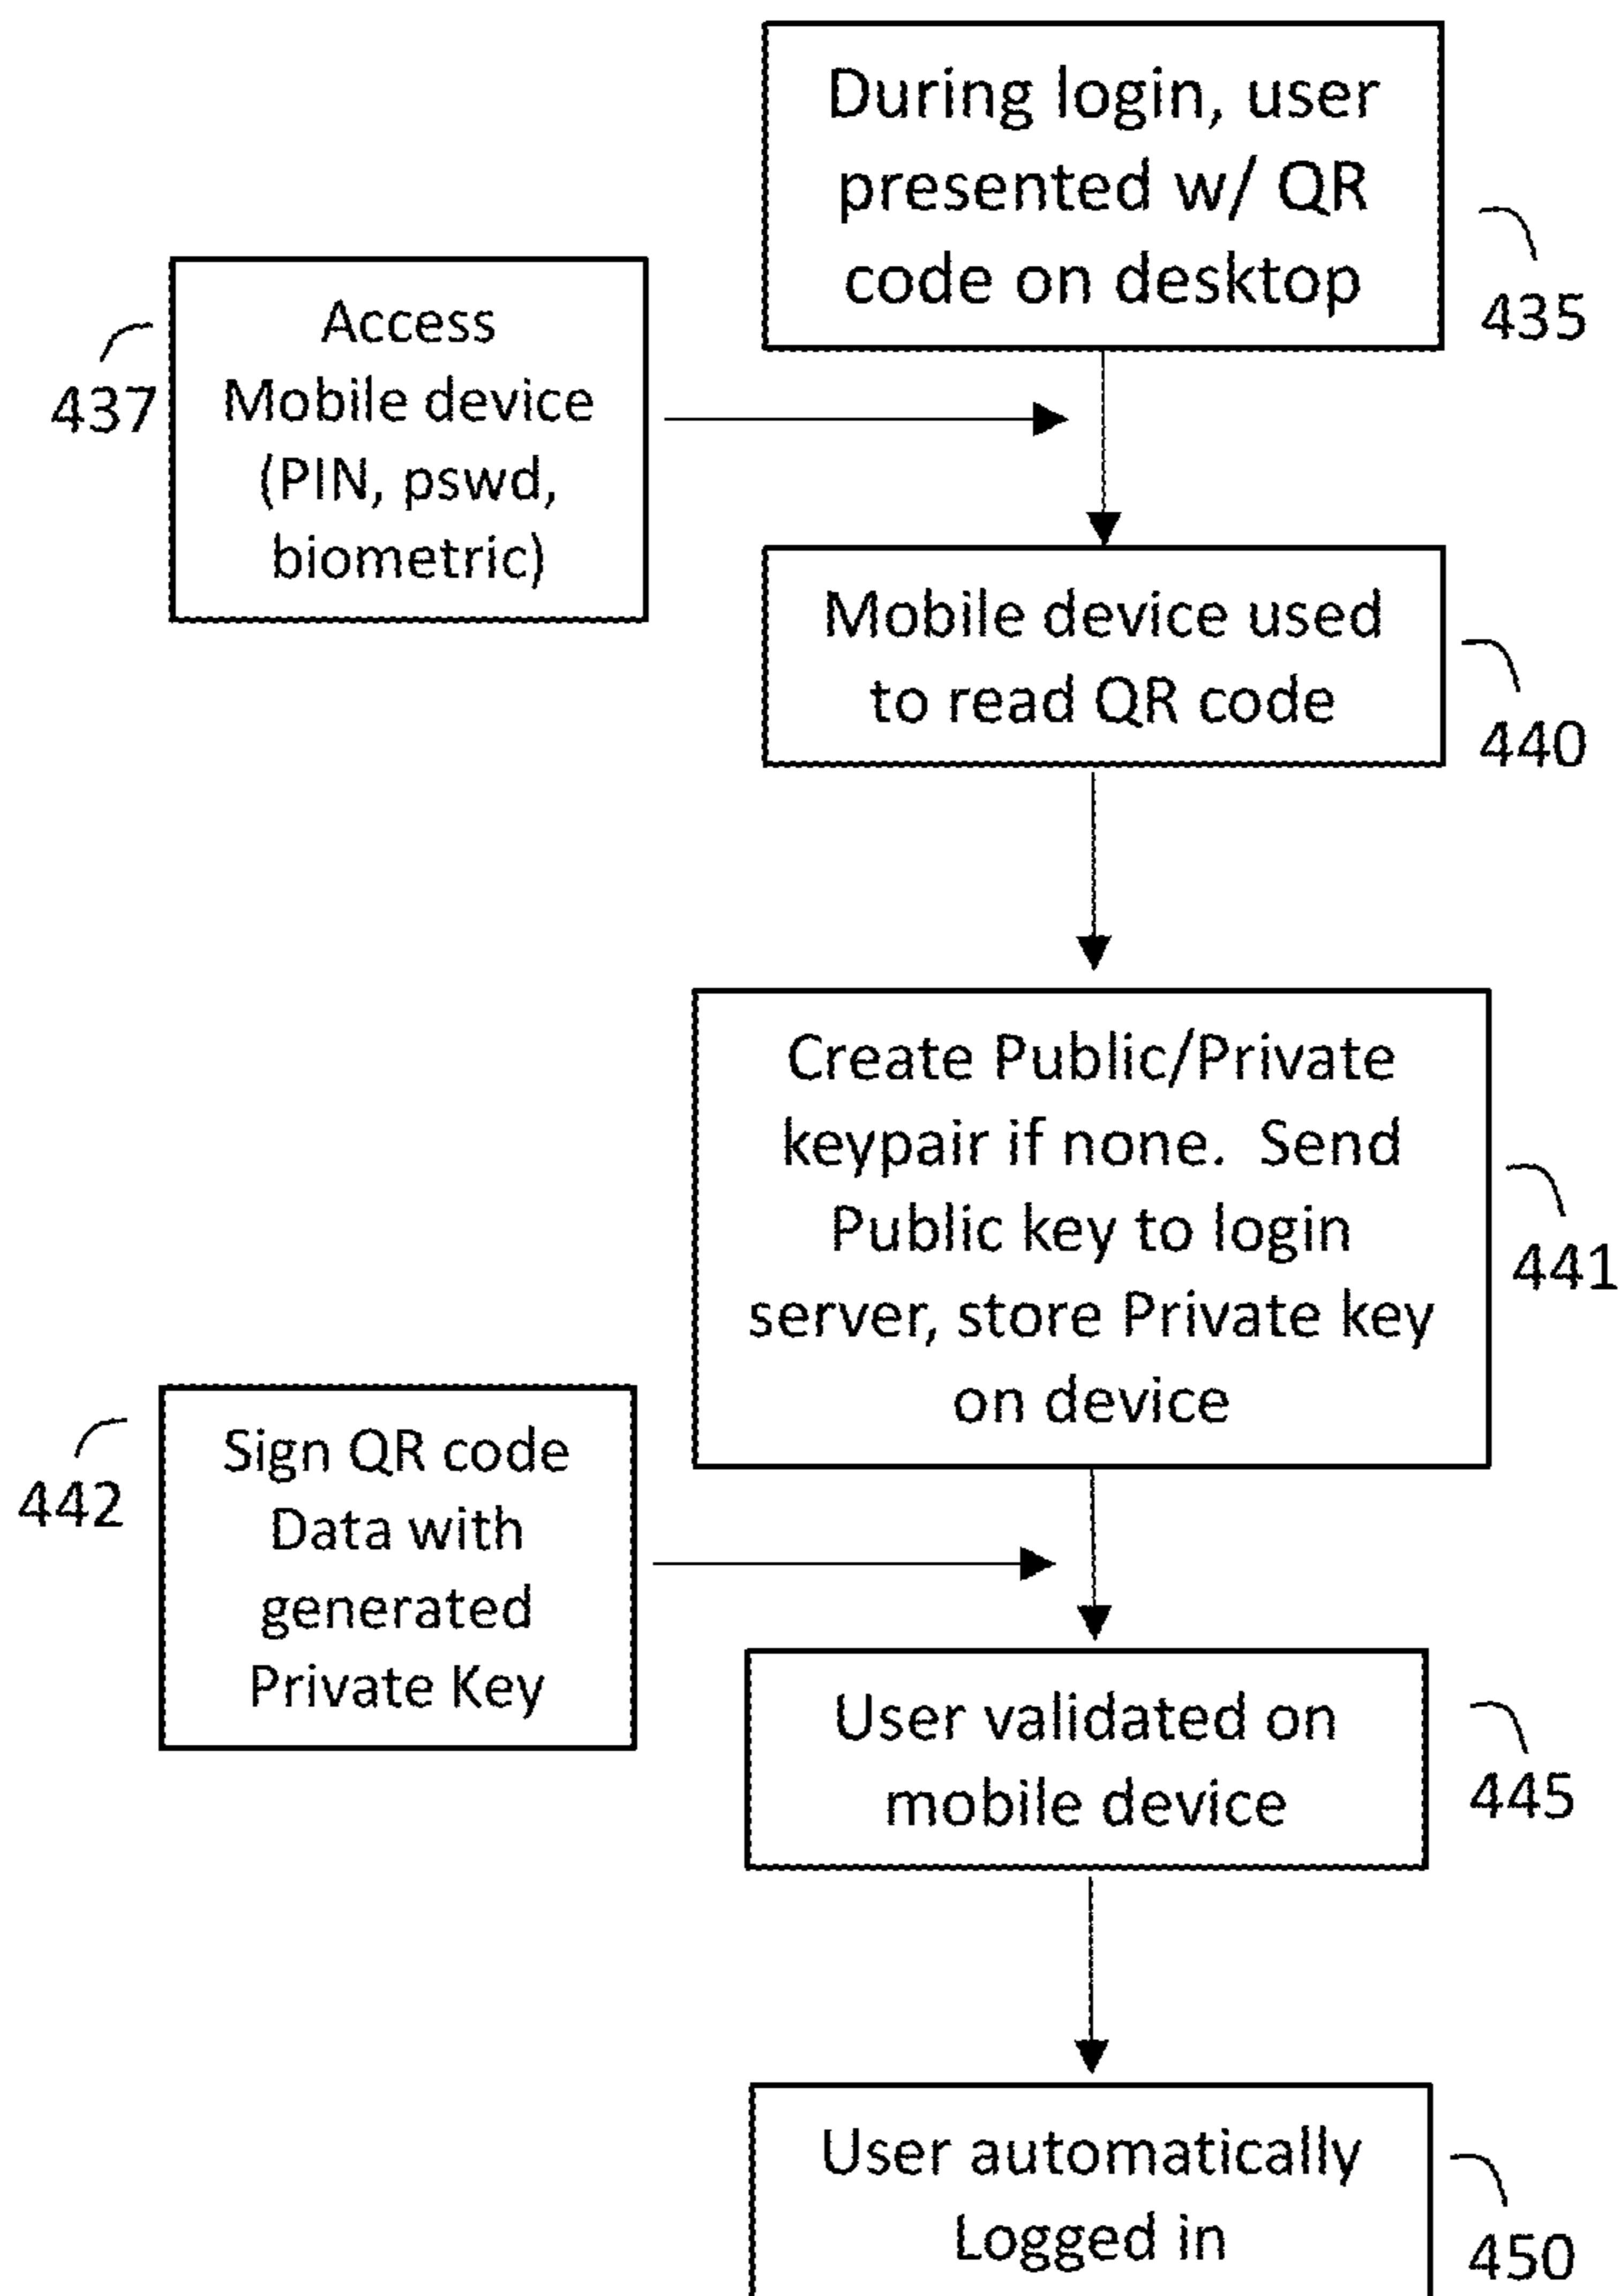 During login, user
presented w/ QR
code on desktop
435
Access
Mobile device
(PIN, pswd,
biometric)
437
Mobile device used
to read QR code
440
Create Public/Private
keypair if none.  Send
Public key to login
server, store Private key
on device
441
Sign QR code
Data with
generated
Private Key
442
User validated on
mobile device
445
User automatically
Logged in
450